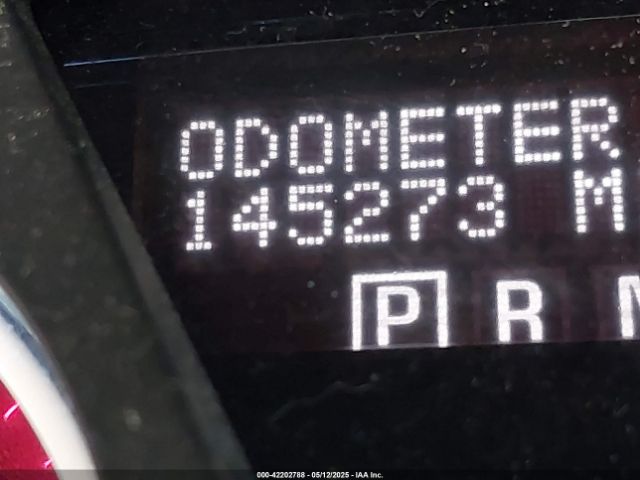 ODOMETER
145273 M
P R
000-42202788 - 05/12/2025 - IAA Inc.